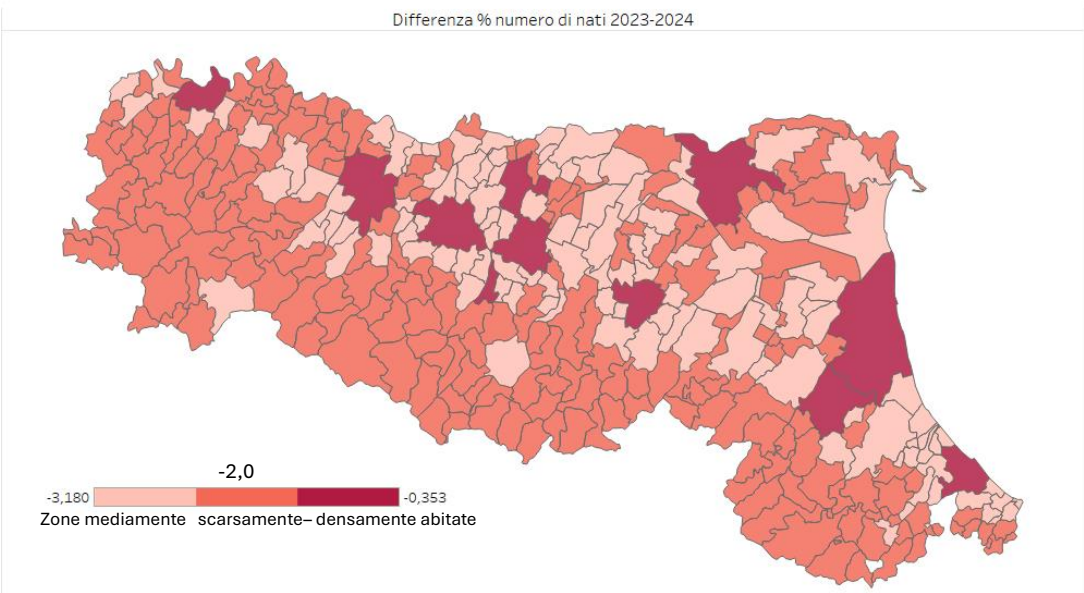 Differenza % numero di nati 2023-2024
-2,0
-3,180 -0,353
Zone mediamente scarsamente– densamente abitate